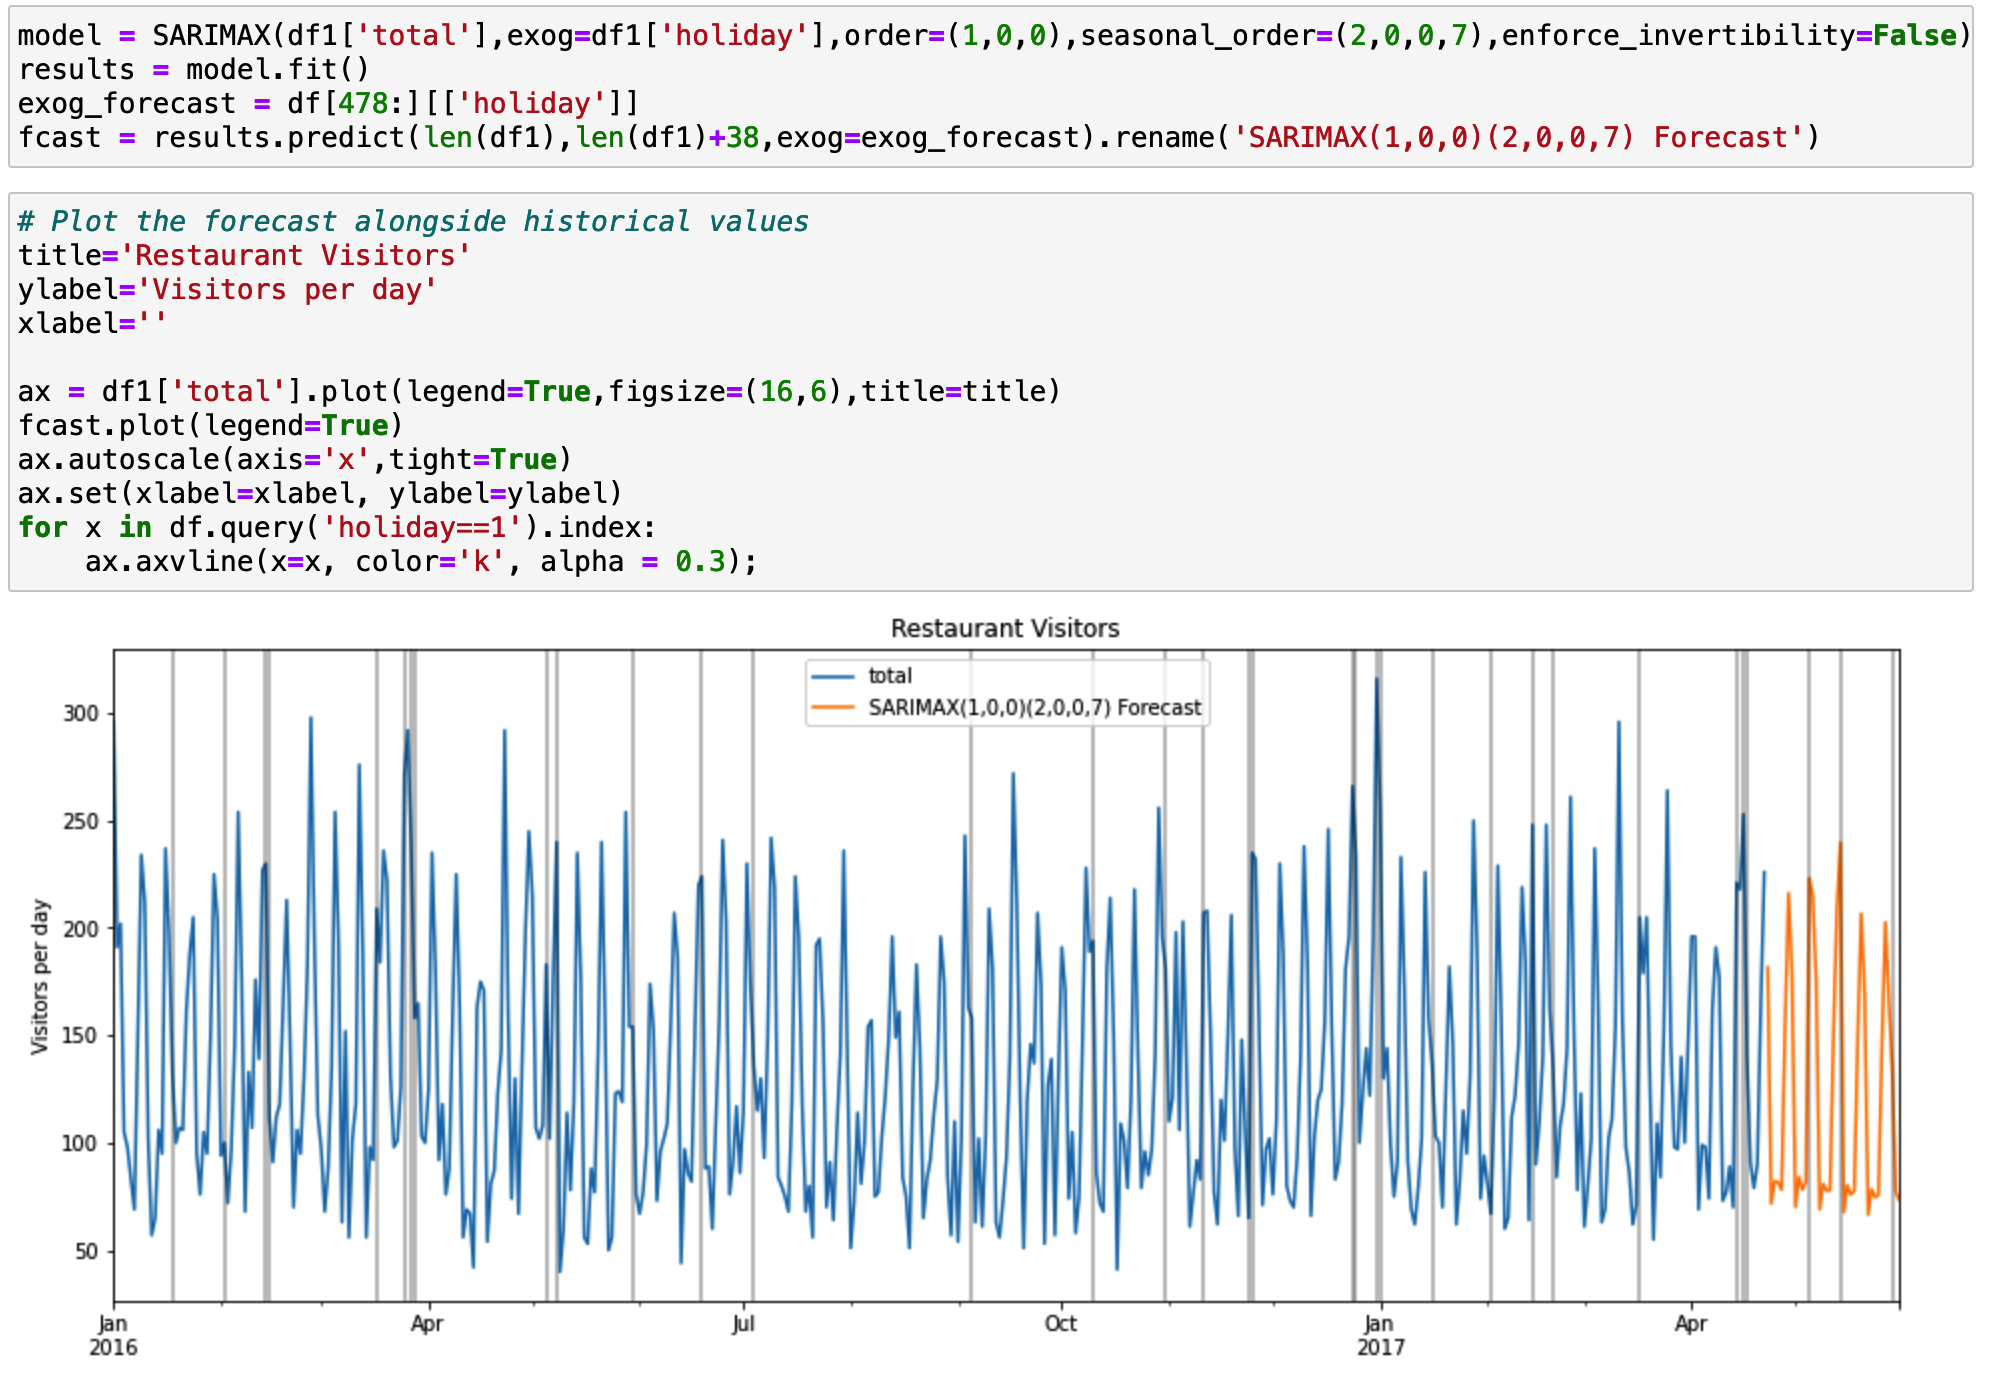 model = SARIMAX(df1['total'],exog=df1['holiday'],order=(1,0,0),seasonal_order=(2,0,0,7),enforce_invertibility=False)
results = model.fit()
exog_forecast = df[478:][['holiday']]
fcast = results.predict(len(df1),len(df1)+38,exog=exog_forecast).rename('SARIMAX(1,0,0)(2,0,0,7) Forecast')
# Plot the forecast alongside historical values
title='Restaurant Visitors'
ylabel='Visitors per day'
xlabel=''
ax = df1['total'].plot(legend=True,figsize=(16,6),title=title)
fcast.plot(legend=True)
ax.autoscale(axis='x',tight=True)
ax.set(xlabel=xlabel, ylabel=ylabel)
for x in df.query('holiday==1').index:
    ax.axvline(x=x, color='k', alpha = 0.3);
Restaurant Visitors
total
SARIMAX(1,0,0)(2,0,0,7) Forecast
Visitors per day
300
250
200
150
100
50
Jan Apr Jul Oct Jan Apr
2016 2017